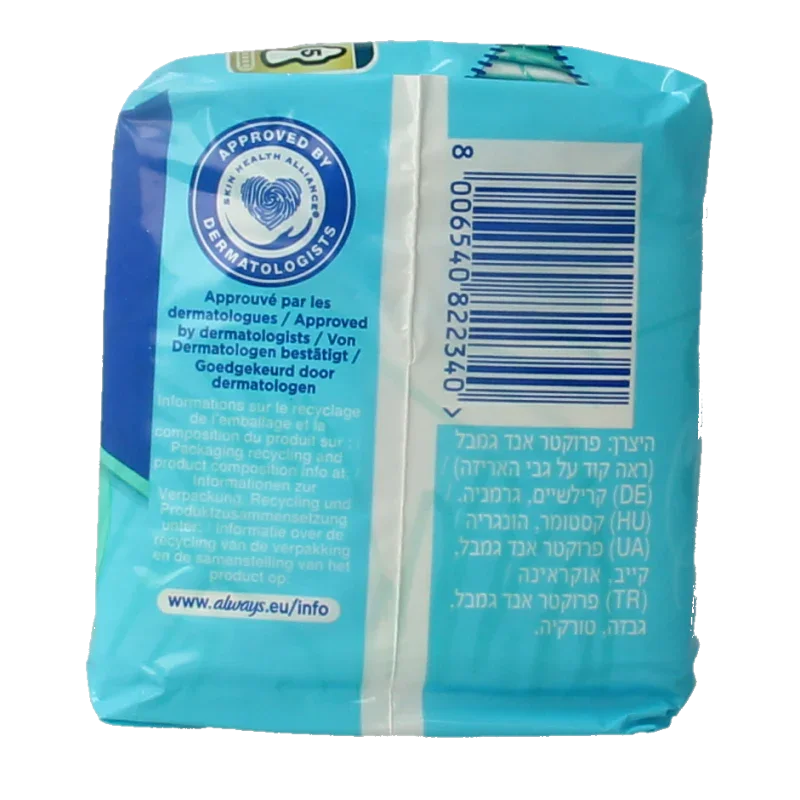 5
APPROVED BY
SKIN HEALTH ALLIANCE®
DERMATOLOGISTS
Approuvé par les
dermatologues / Approved
by dermatologists / Von
Dermatologen bestätigt /
Goedgekeurd door
dermatologen
Informations sur le recyclage
de l'emballage et la
composition du produit sur : /
Packaging recycling and
product composition info at: /
Informationen zur
Verpackung, Recycling und
Produktzusammensetzung
unter: / Informatie over de
recycling van de verpakking
en de samenstelling van het
product op:
www.always.eu/info
8 006540 822340 >
היצרן: פרוקטר אנד גמבל
(ראה קוד על גבי האריזה) /
(DE) קרילשיים, גרמניה.
(HU) קסטומר, הונגריה /
(UA) פרוקטר אנד גמבל,
קייב, אוקראינה
(TR) פרוקטר אנד גמבל,
גבזה, טורקיה.